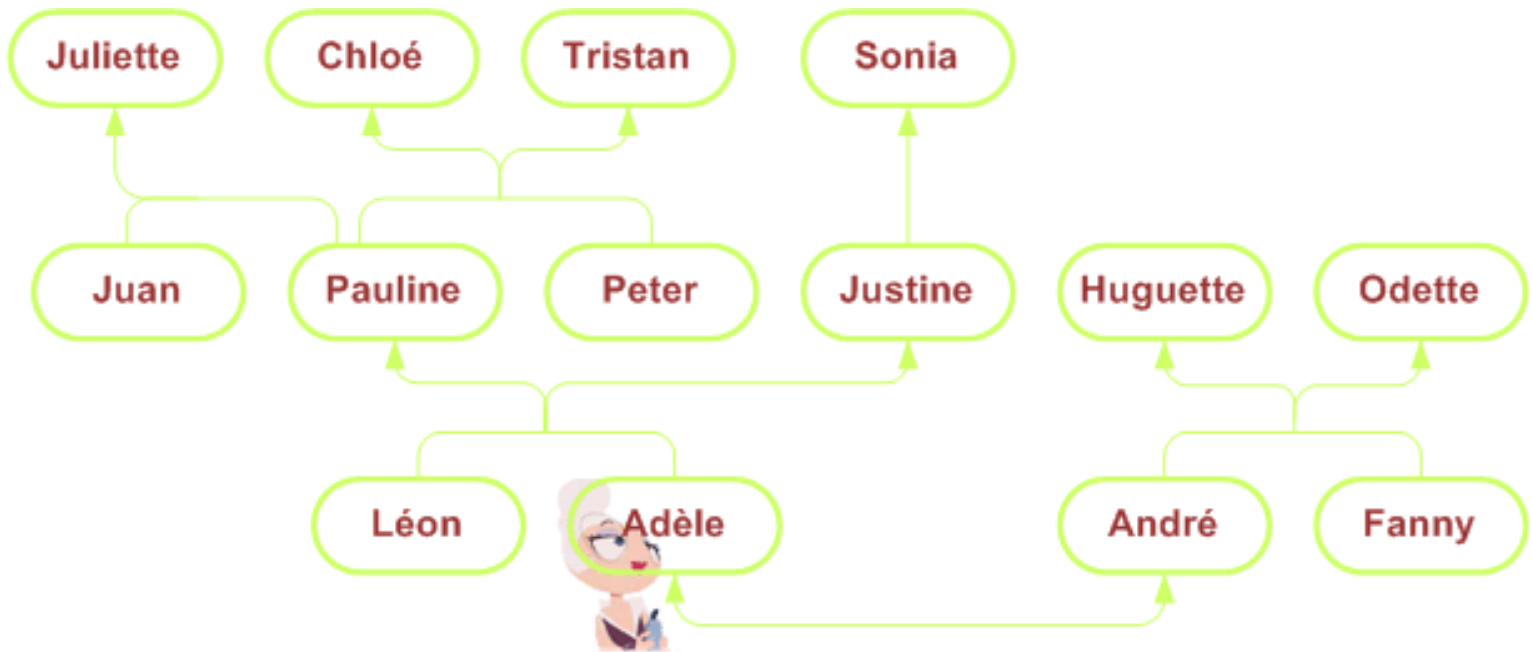 Juliette
Chloé
Tristan
Sonia
Juan
Pauline
Peter
Justine
Huguette
Odette
Léon
Adèle
André
Fanny